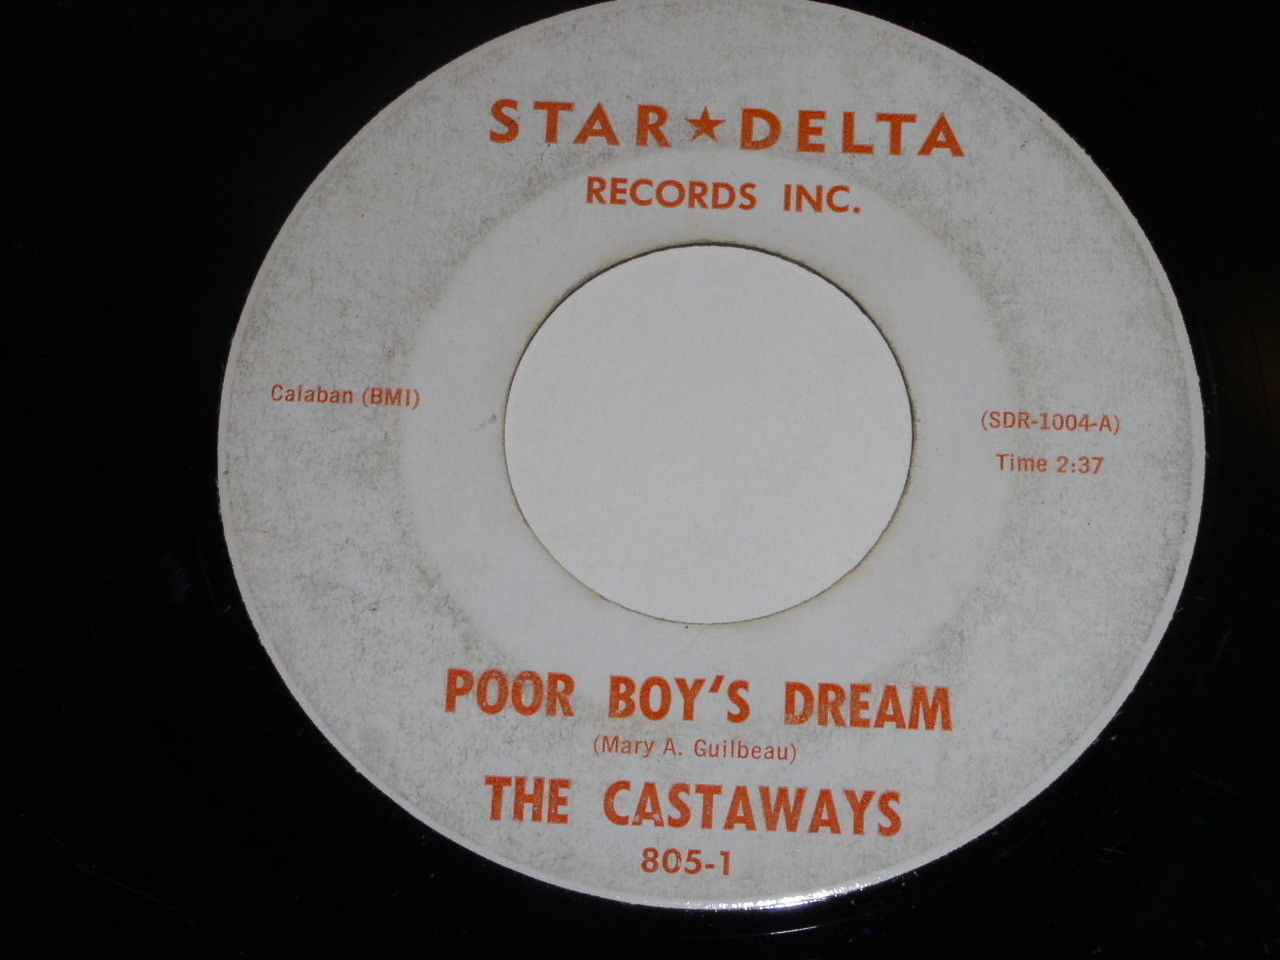 STAR★DELTA
RECORDS INC.
Calaban (BMI)
(SDR-1004-A)
Time 2:37
POOR BOY'S DREAM
(Mary A. Guilbeau)
THE CASTAWAYS
805-1